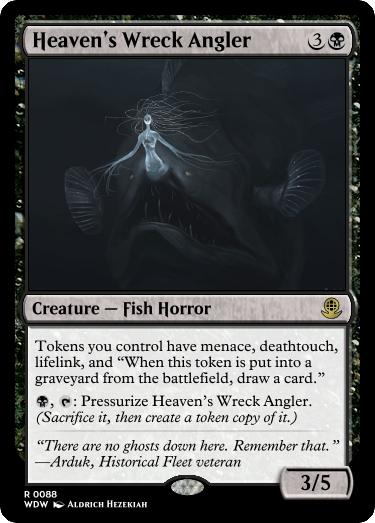 Heaven's Wreck Angler 3
Creature — Fish Horror
Tokens you control have menace, deathtouch,
lifelink, and “When this token is put into a
graveyard from the battlefield, draw a card.”
, : Pressurize Heaven's Wreck Angler.
(Sacrifice it, then create a token copy of it.)
“There are no ghosts down here. Remember that.”
—Arduk, Historical Fleet veteran
3/5
R 0088
WDW Aldrich Hezekiah